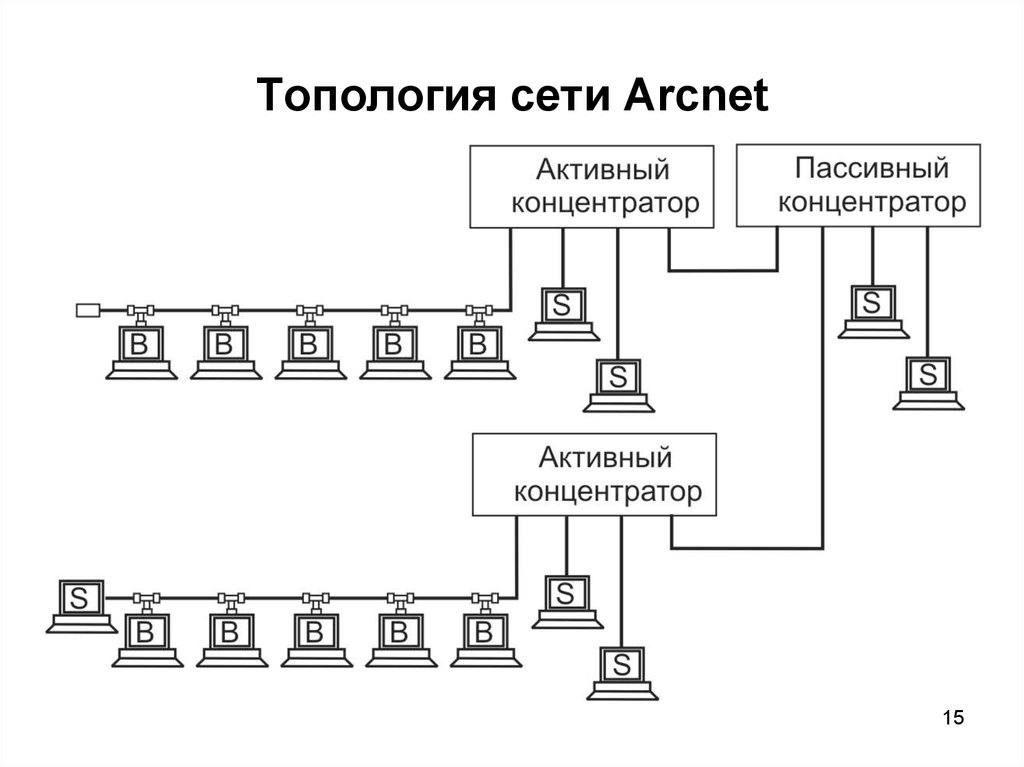 Топология сети Arcnet
Активный
концентратор
Пассивный
концентратор
S
S
B
B
B
B
B
S
S
Активный
концентратор
S
S
B
B
B
B
B
S
15